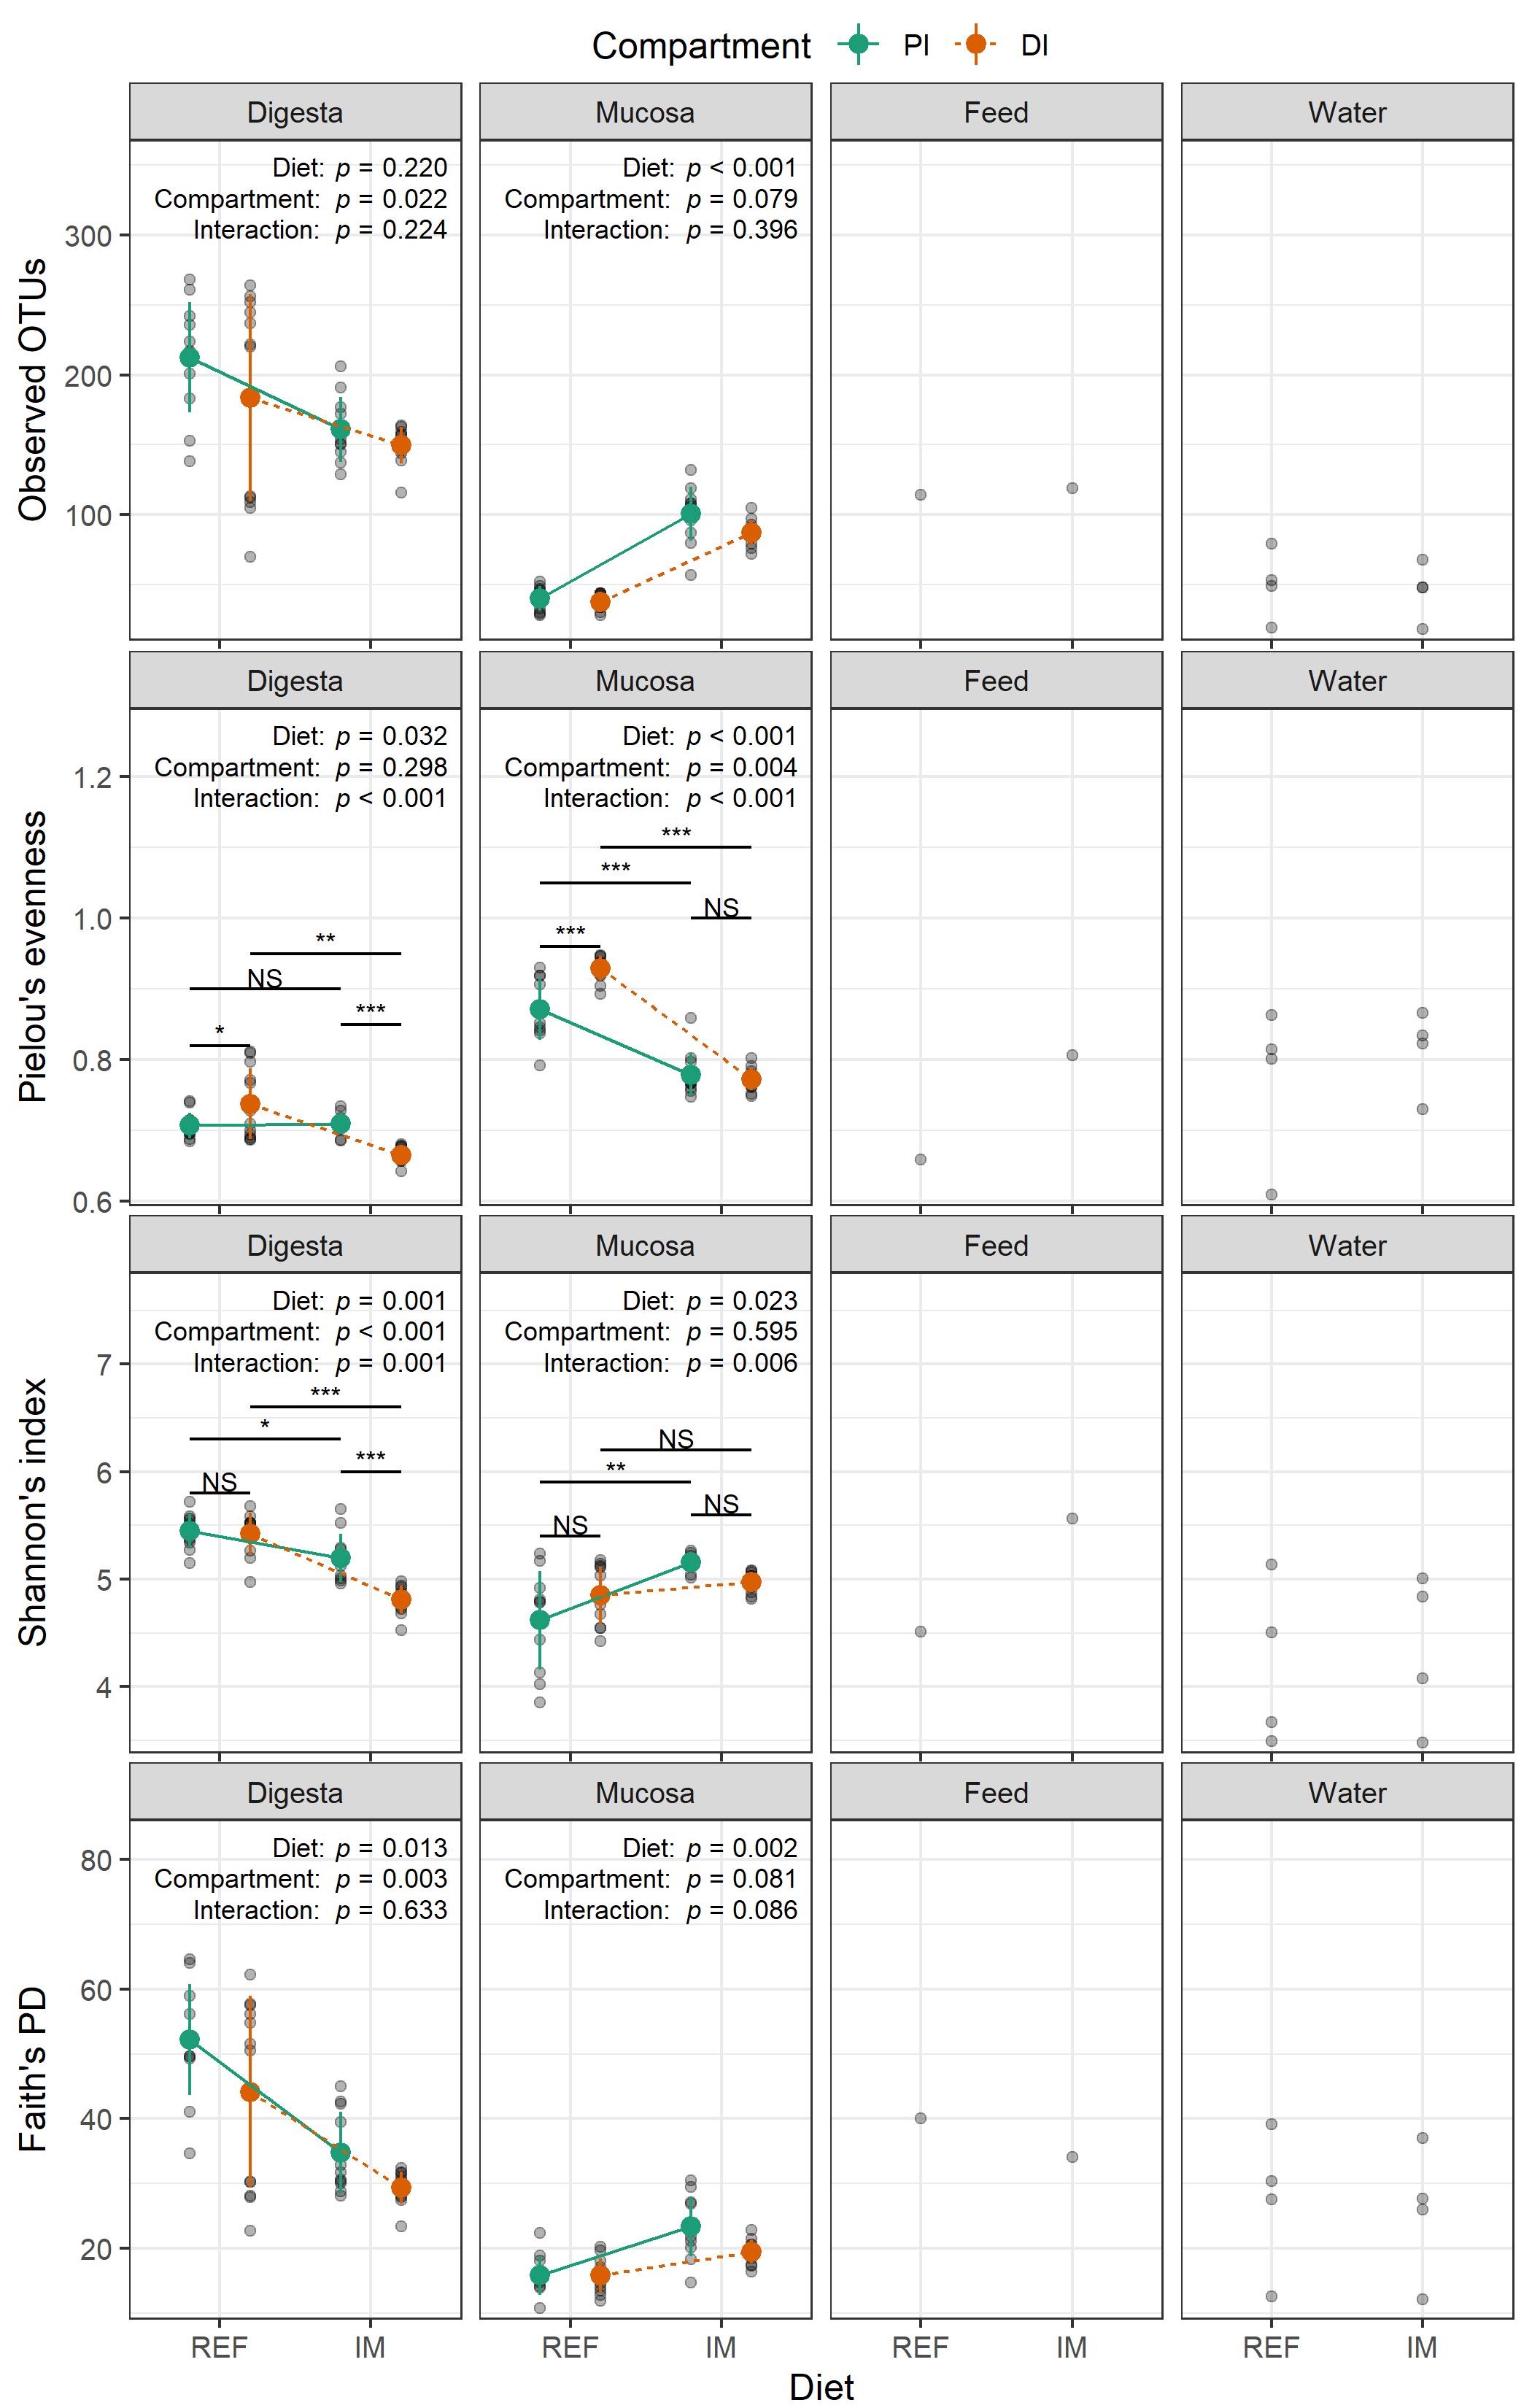 Compartment PI DI
Digesta Mucosa Feed Water
Observed OTUs
300
200
100
Diet: p = 0.220
Compartment: p = 0.022
Interaction: p = 0.224
Diet: p < 0.001
Compartment: p = 0.079
Interaction: p = 0.396
Digesta Mucosa Feed Water
Pielou's evenness
1.2
1.0
0.8
0.6
Diet: p = 0.032
Compartment: p = 0.298
Interaction: p < 0.001
**
NS
***
*
Diet: p < 0.001
Compartment: p = 0.004
Interaction: p < 0.001
***
***
NS
***
Digesta Mucosa Feed Water
Shannon's index
7
6
5
4
Diet: p = 0.001
Compartment: p < 0.001
Interaction: p = 0.001
***
*
***
NS
Diet: p = 0.023
Compartment: p = 0.595
Interaction: p = 0.006
NS
**
NS
NS
Digesta Mucosa Feed Water
Faith's PD
80
60
40
20
Diet: p = 0.013
Compartment: p = 0.003
Interaction: p = 0.633
Diet: p = 0.002
Compartment: p = 0.081
Interaction: p = 0.086
REF IM REF IM REF IM REF IM
Diet